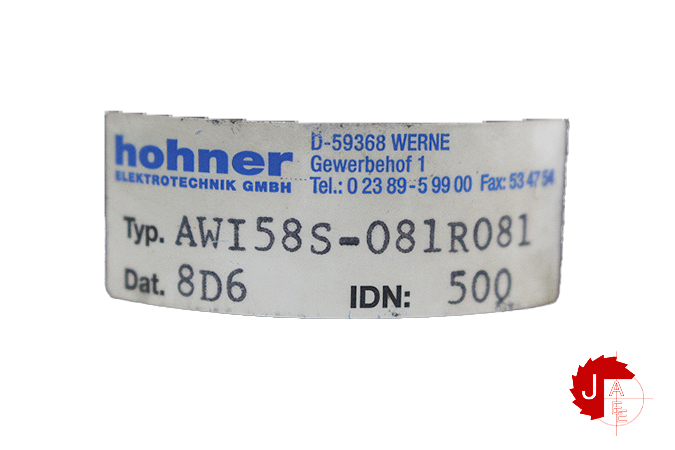 hohner
ELEKTROTECHNIK GMBH
D-59368 WERNE
Gewerbehof 1
Tel.: 0 23 89-5 99 00 Fax: 53 47 54
Typ. AWI58S-081R081
Dat. 8D6 IDN: 500
JAEE